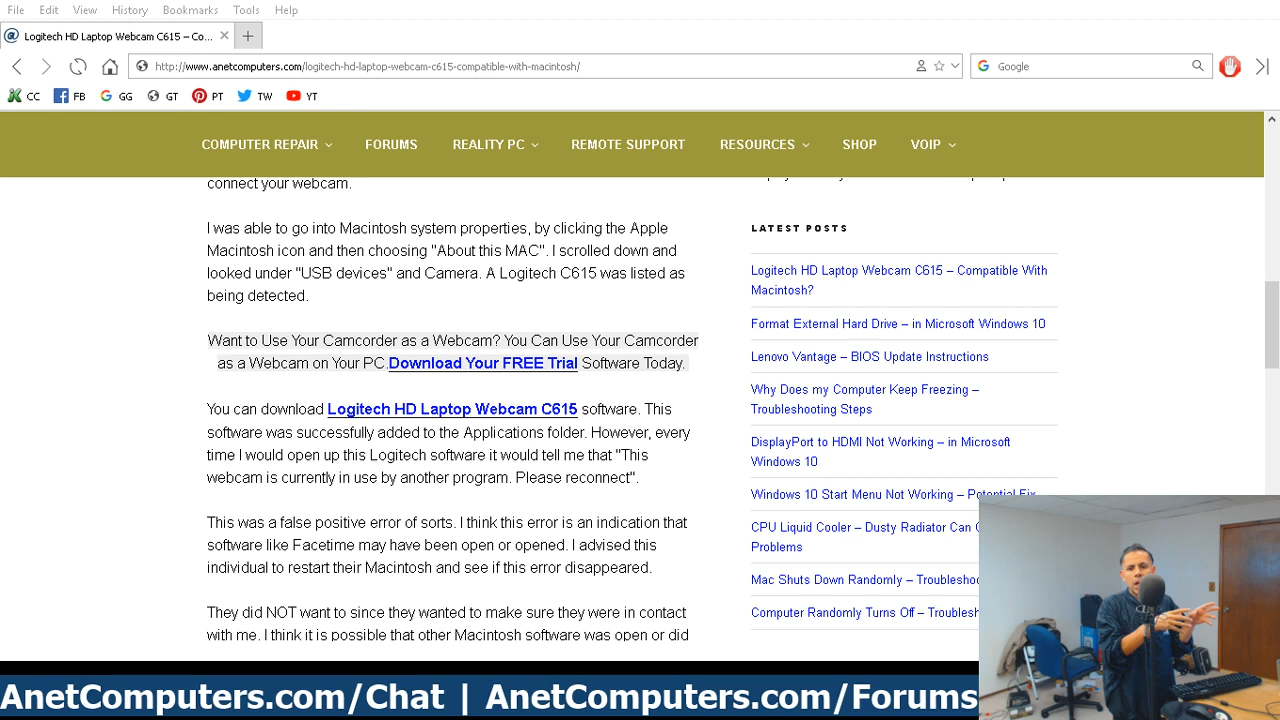 File Edit View History Bookmarks Tools Help
Logitech HD Laptop Webcam C615 – Co...
http://www.anetcomputers.com/logitech-hd-laptop-webcam-c615-compatible-with-macintosh/
Google
CC FB GG GT PT TW YT
COMPUTER REPAIR FORUMS REALITY PC REMOTE SUPPORT RESOURCES SHOP VOIP
connect your webcam.
I was able to go into Macintosh system properties, by clicking the Apple
Macintosh icon and then choosing "About this MAC". I scrolled down and
looked under "USB devices" and Camera. A Logitech C615 was listed as
being detected.
Want to Use Your Camcorder as a Webcam? You Can Use Your Camcorder
as a Webcam on Your PC.Download Your FREE Trial Software Today.
You can download Logitech HD Laptop Webcam C615 software. This
software was successfully added to the Applications folder. However, every
time I would open up this Logitech software it would tell me that "This
webcam is currently in use by another program. Please reconnect".
This was a false positive error of sorts. I think this error is an indication that
software like Facetime may have been open or opened. I advised this
individual to restart their Macintosh and see if this error disappeared.
They did NOT want to since they wanted to make sure they were in contact
with me. I think it is possible that other Macintosh software was open or did
LATEST POSTS
Logitech HD Laptop Webcam C615 – Compatible With
Macintosh?
Format External Hard Drive – in Microsoft Windows 10
Lenovo Vantage – BIOS Update Instructions
Why Does my Computer Keep Freezing –
Troubleshooting Steps
DisplayPort to HDMI Not Working – in Microsoft
Windows 10
Windows 10 Start Menu Not Working – Potential Fix
CPU Liquid Cooler – Dusty Radiator Can
Problems
Mac Shuts Down Randomly – Troubleshoo
Computer Randomly Turns Off – Troublesh
AnetComputers.com/Chat | AnetComputers.com/Forums